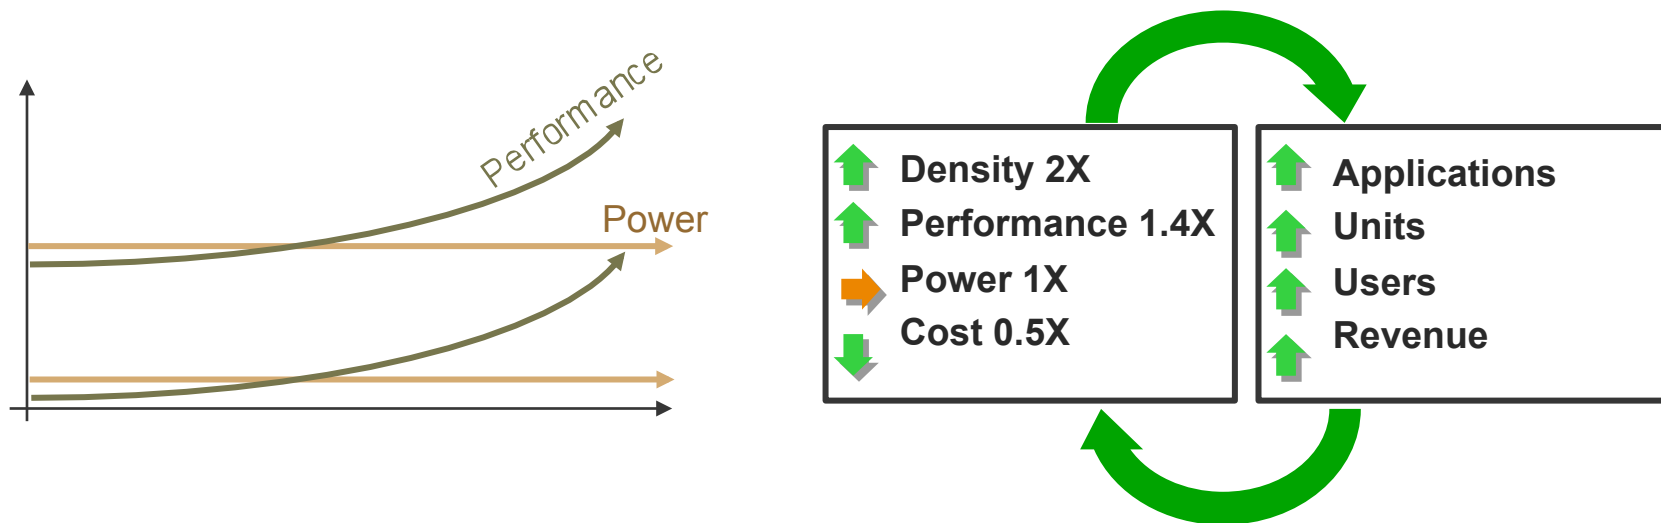 Performance
Power
Density 2X
Performance 1.4X
Power 1X
Cost 0.5X
Applications
Units
Users
Revenue